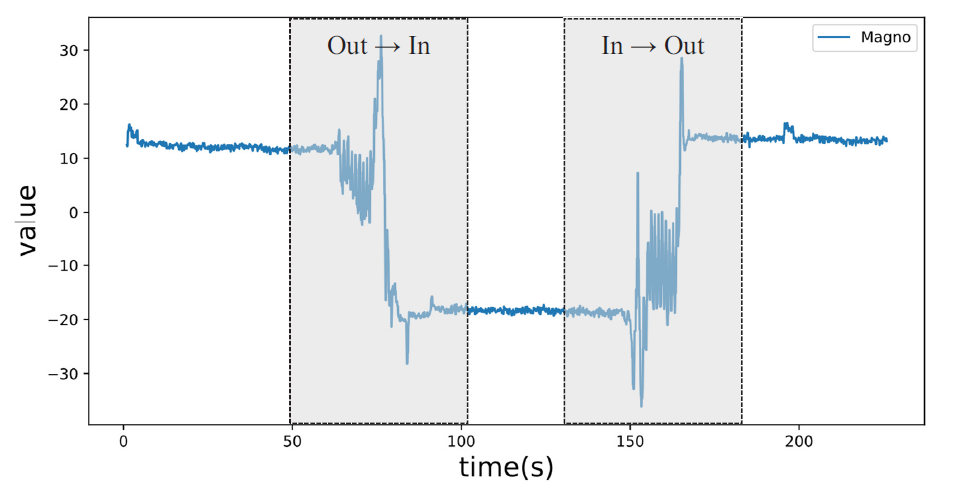 Out → In
In → Out
Magno
30
20
10
0
−10
−20
−30
value
0
50
100
150
200
time(s)